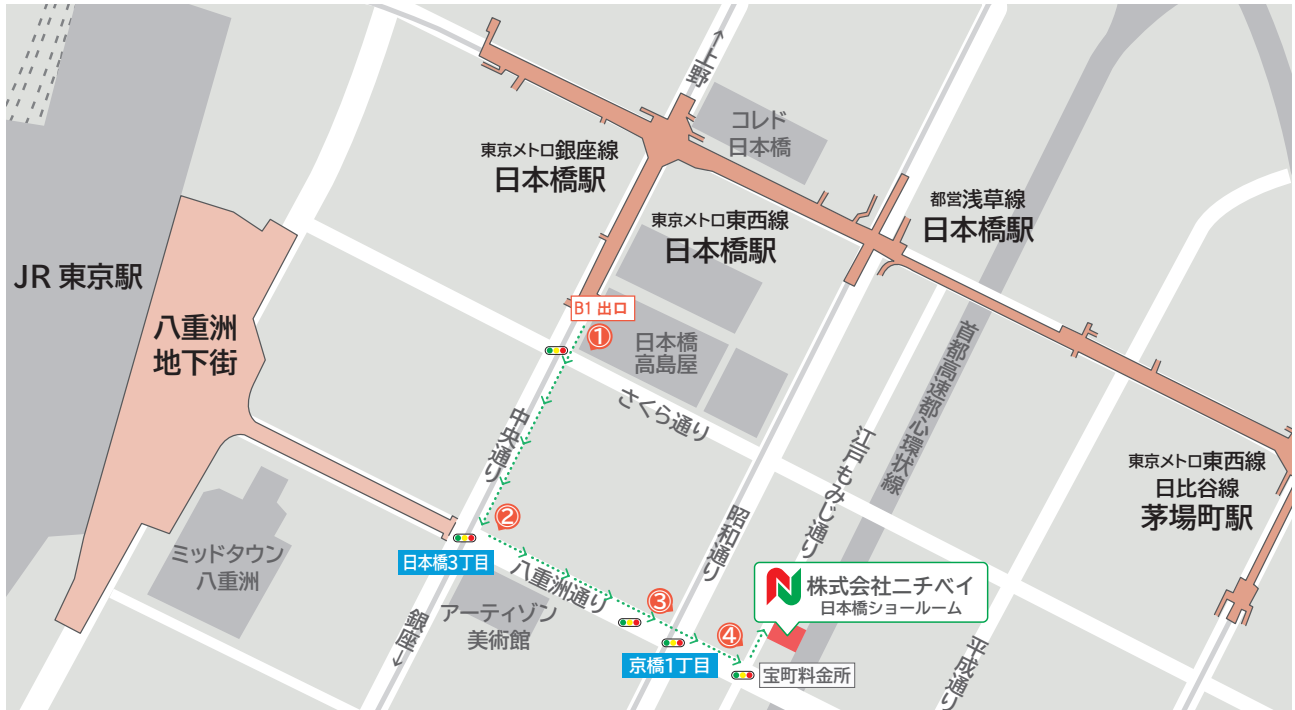 ←上野
コレド
日本橋
東京メトロ銀座線
日本橋駅
東京メトロ東西線
日本橋駅
都営浅草線
日本橋駅
JR 東京駅
八重洲
地下街
B1 出口
①
日本橋
高島屋
さくら通り
中央通り
首都高速都心環状線
江戸もみじ通り
昭和通り
東京メトロ東西線
日比谷線
茅場町駅
②
日本橋3丁目
ミッドタウン
八重洲
八重洲通り
アーティゾン
美術館
銀座→
③
京橋1丁目
④
株式会社ニチベイ
日本橋ショールーム
宝町料金所
平成通り